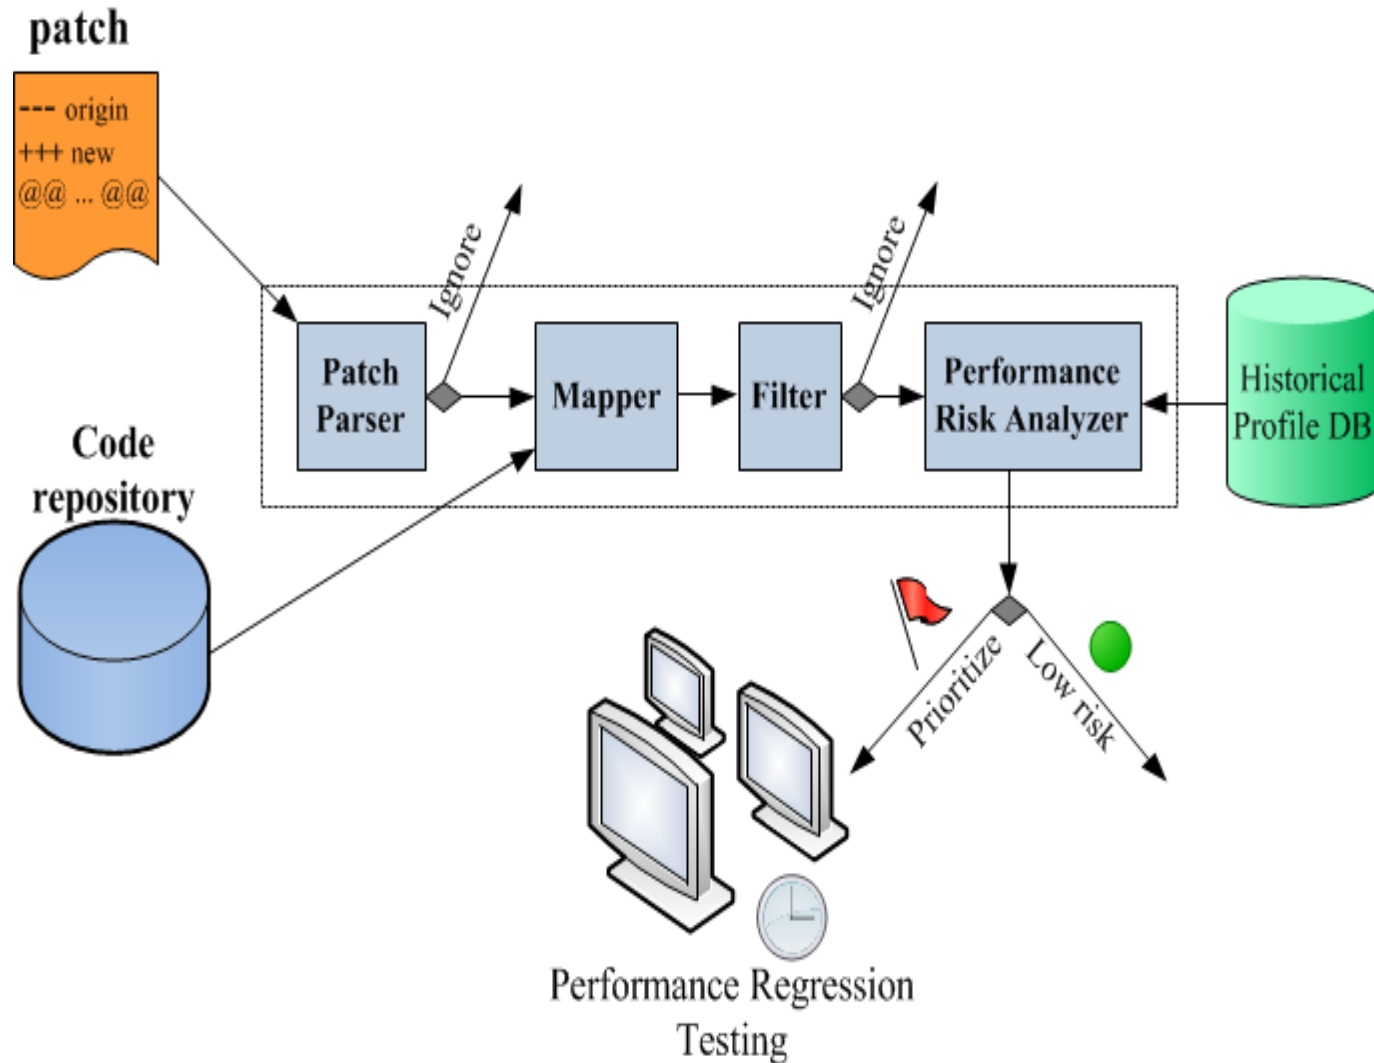 patch
--- origin
+++ new
@@ ... @@
Ignore
Ignore
Patch
Parser
Mapper
Filter
Performance
Risk Analyzer
Historical
Profile DB
Code
repository
Prioritize
Low risk
Performance Regression
Testing